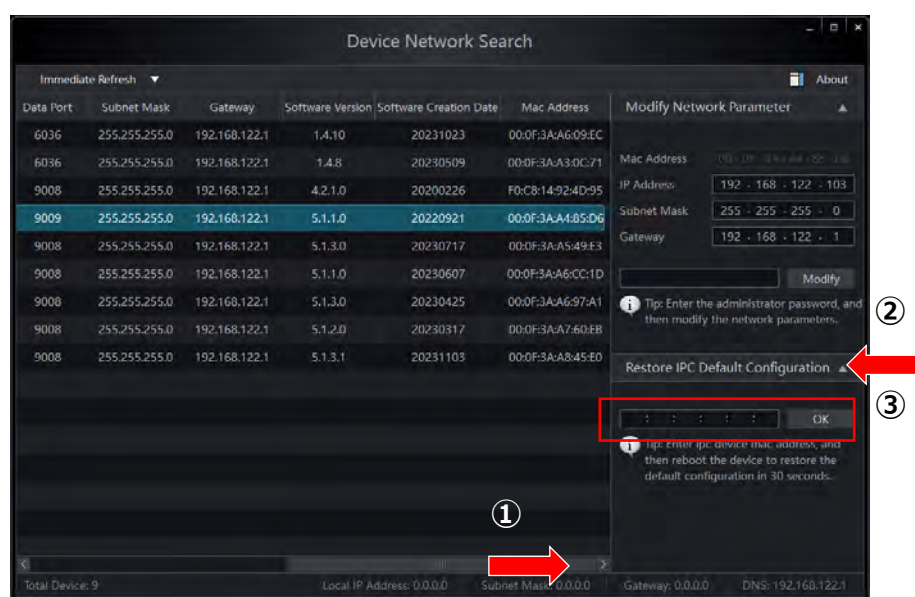 Device Network Search
Immediate Refresh ▼
About
Data Port Subnet Mask Gateway Software Version Software Creation Date Mac Address
6036 255.255.255.0 192.168.122.1 1.4.10 20231023 00:0F:3A:A6:09:EC
6036 255.255.255.0 192.168.122.1 1.4.8 20230509 00:0F:3A:A3:0C:71
9008 255.255.255.0 192.168.122.1 4.2.1.0 20200226 F0:C8:14:92:4D:95
9009 255.255.255.0 192.168.122.1 5.1.1.0 20220921 00:0F:3A:A4:85:D6
9008 255.255.255.0 192.168.122.1 5.1.3.0 20230717 00:0F:3A:A5:49:E3
9008 255.255.255.0 192.168.122.1 5.1.1.0 20230607 00:0F:3A:A6:CC:1D
9008 255.255.255.0 192.168.122.1 5.1.3.0 20230425 00:0F:3A:A6:97:A1
9008 255.255.255.0 192.168.122.1 5.1.2.0 20230317 00:0F:3A:A7:60:EB
9008 255.255.255.0 192.168.122.1 5.1.3.1 20231103 00:0F:3A:A8:45:E0
Modify Network Parameter
Mac Address
IP Address 192 . 168 . 122 . 103
Subnet Mask 255 . 255 . 255 . 0
Gateway 192 . 168 . 122 . 1
Modify
Tip: Enter the administrator password, and
then modify the network parameters.
②
Restore IPC Default Configuration
③
: : : : : OK
Tip: Enter ipc device mac address, and
then reboot the device to restore the
default configuration in 30 seconds.
①
Total Device: 9 Local IP Address: 0.0.0.0 Subnet Mask: 0.0.0.0 Gateway: 0.0.0.0 DNS: 192.168.122.1